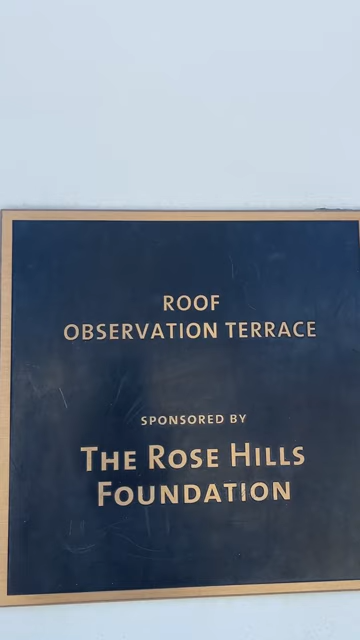 ROOF
OBSERVATION TERRACE
SPONSORED BY
THE ROSE HILLS
FOUNDATION